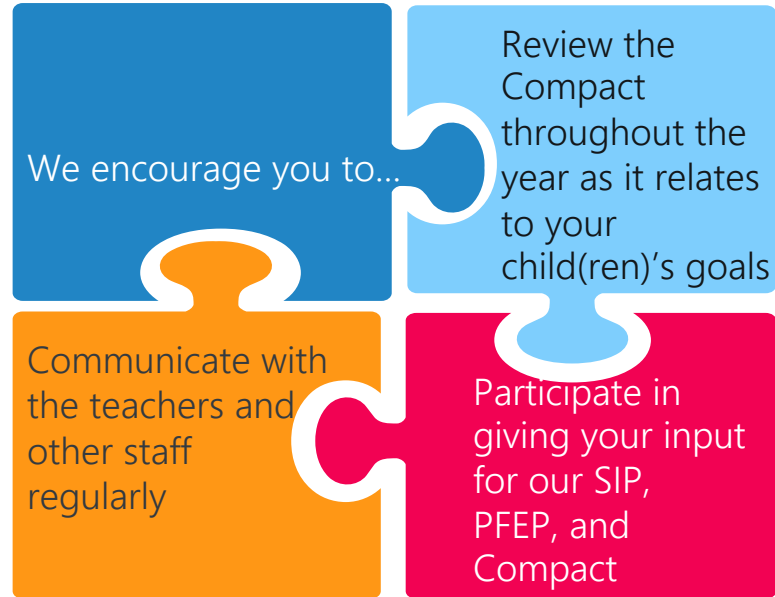 We encourage you to...
Review the
Compact
throughout the
year as it relates
to your
child(ren)’s goals
Communicate with
the teachers and
other staff
regularly
Participate in
giving your input
for our SIP,
PFEP, and
Compact